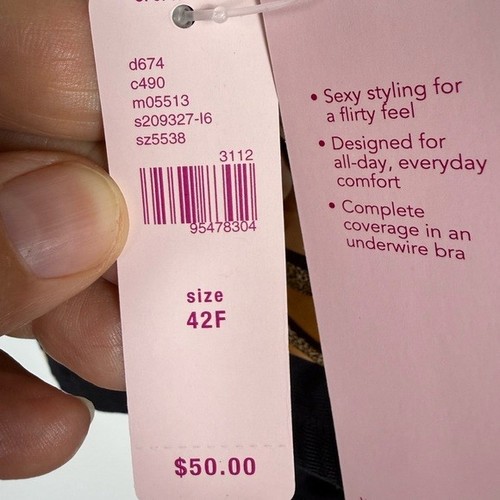 d674
c490
m05513
s209327-I6
sz5538
3112
95478304
size
42F
$50.00
• Sexy styling for
a flirty feel
• Designed for
all-day, everyday
comfort
• Complete
coverage in an
underwire bra